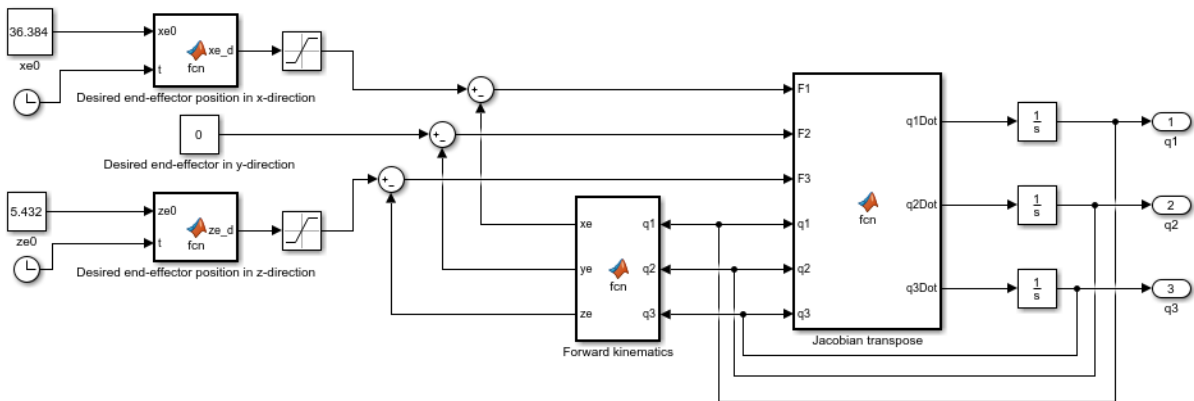 36.384
xe0
xe0
t
fcn
xe_d
Desired end-effector position in x-direction
0
Desired end-effector in y-direction
5.432
ze0
ze0
t
fcn
ze_d
Desired end-effector position in z-direction
+
−
+
−
+
−
xe
ye
ze
fcn
q1
q2
q3
Forward kinematics
F1
F2
F3
q1
q2
q3
fcn
q1Dot
q2Dot
q3Dot
Jacobian transpose
1
s
1
s
1
s
1
q1
2
q2
3
q3